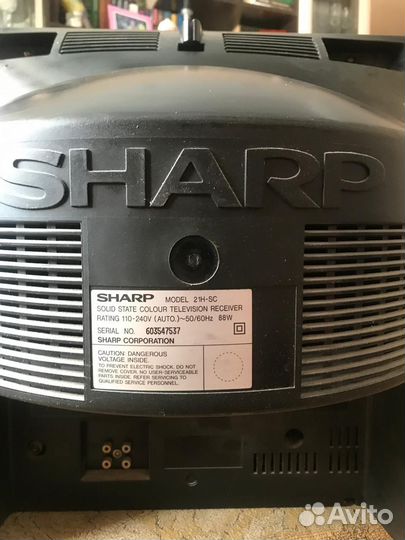 SHARP
SHARP MODEL 21H-SC
SOLID STATE COLOUR TELEVISION RECEIVER
RATING 110-240V (AUTO.)~50/60Hz 88W
SERIAL NO. 603547537
SHARP CORPORATION
CAUTION DANGEROUS
VOLTAGE INSIDE.
TO PREVENT ELECTRIC SHOCK, DO NOT
REMOVE COVER. NO USER-SERVICEABLE
PARTS INSIDE. REFER SERVICING TO
QUALIFIED SERVICE PERSONNEL.
Avito